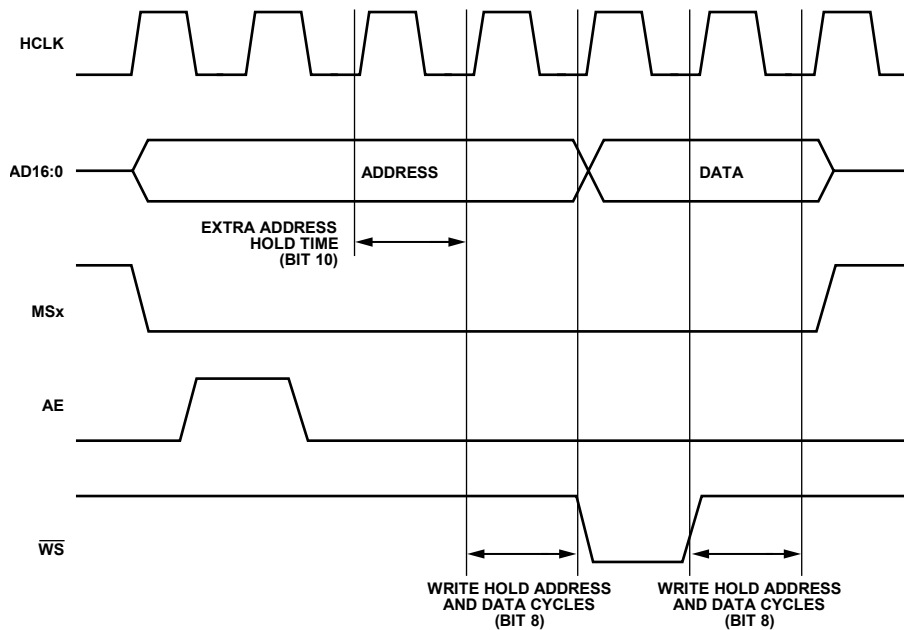 HCLK
AD16:0
ADDRESS
DATA
EXTRA ADDRESS
HOLD TIME
(BIT 10)
MSx
AE
WS
WRITE HOLD ADDRESS
AND DATA CYCLES
(BIT 8)
WRITE HOLD ADDRESS
AND DATA CYCLES
(BIT 8)